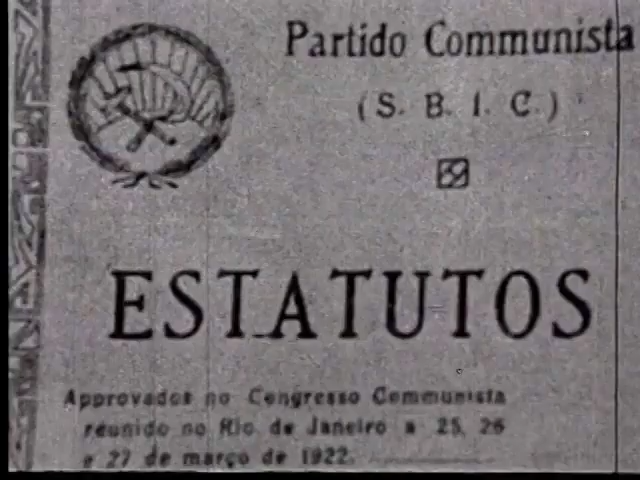 Partido Communista
(S. B. I. C.)
ESTATUTOS
Approvados no Congresso Communista
reunido no Rio de Janeiro a 25, 26
e 27 de março de 1922.